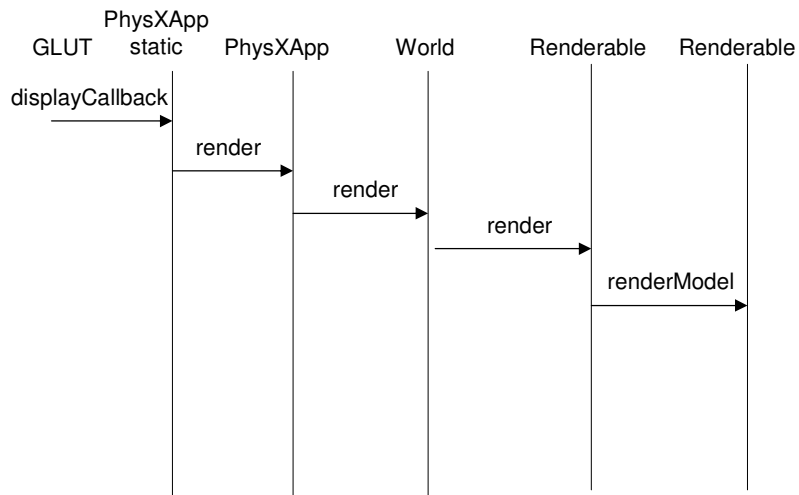 PhysXApp
GLUT static PhysXApp World Renderable Renderable
displayCallback
render
render
render
renderModel